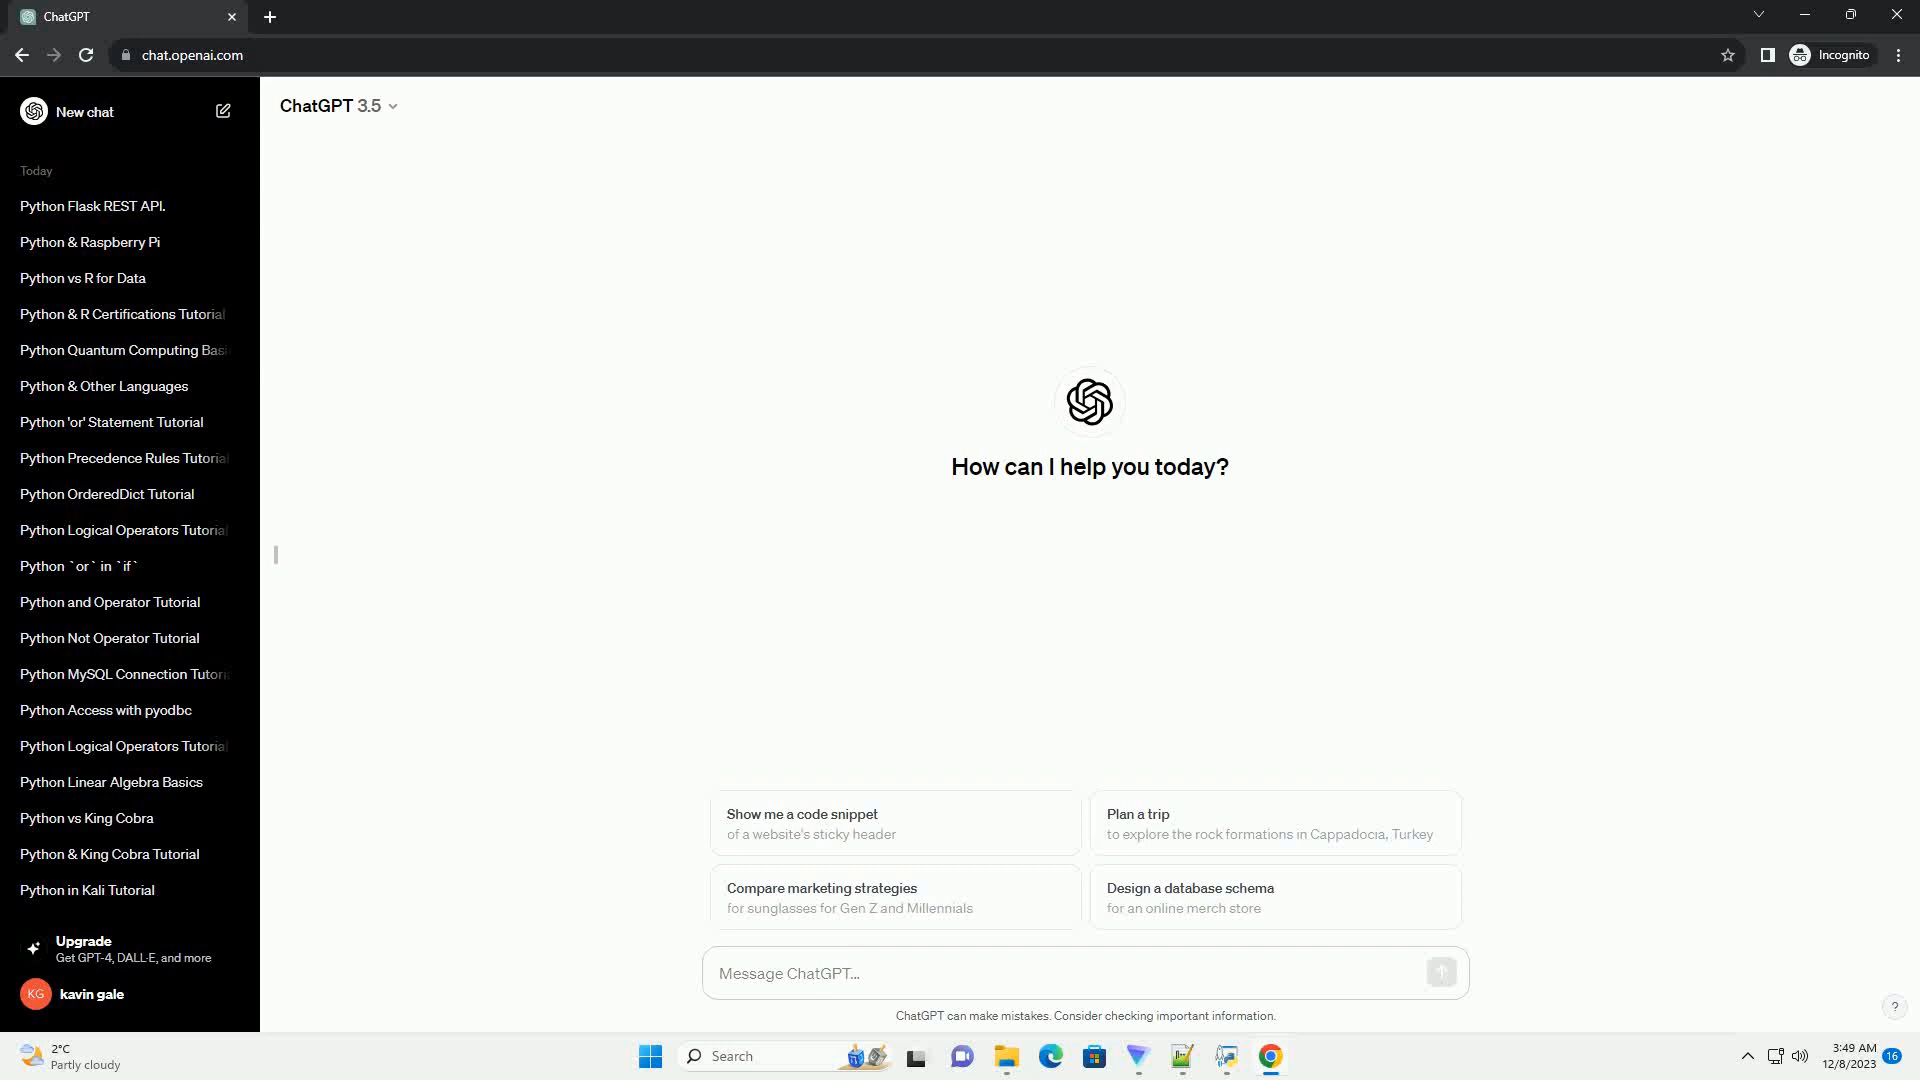 ChatGPT
chat.openai.com
Incognito
New chat
ChatGPT 3.5
Today
Python Flask REST API.
Python & Raspberry Pi
Python vs R for Data
Python & R Certifications Tutorial
Python Quantum Computing Basi
Python & Other Languages
Python 'or' Statement Tutorial
Python Precedence Rules Tutorial
Python OrderedDict Tutorial
Python Logical Operators Tutorial
Python `or` in `if`
Python and Operator Tutorial
Python Not Operator Tutorial
Python MySQL Connection Tutori
Python Access with pyodbc
Python Logical Operators Tutorial
Python Linear Algebra Basics
Python vs King Cobra
Python & King Cobra Tutorial
Python in Kali Tutorial
Upgrade
Get GPT-4, DALL·E, and more
KG kavin gale
How can I help you today?
Show me a code snippet
of a website's sticky header
Plan a trip
to explore the rock formations in Cappadocia, Turkey
Compare marketing strategies
for sunglasses for Gen Z and Millennials
Design a database schema
for an online merch store
Message ChatGPT...
ChatGPT can make mistakes. Consider checking important information.
?
2°C
Partly cloudy
Search
3:49 AM
12/8/2023
16